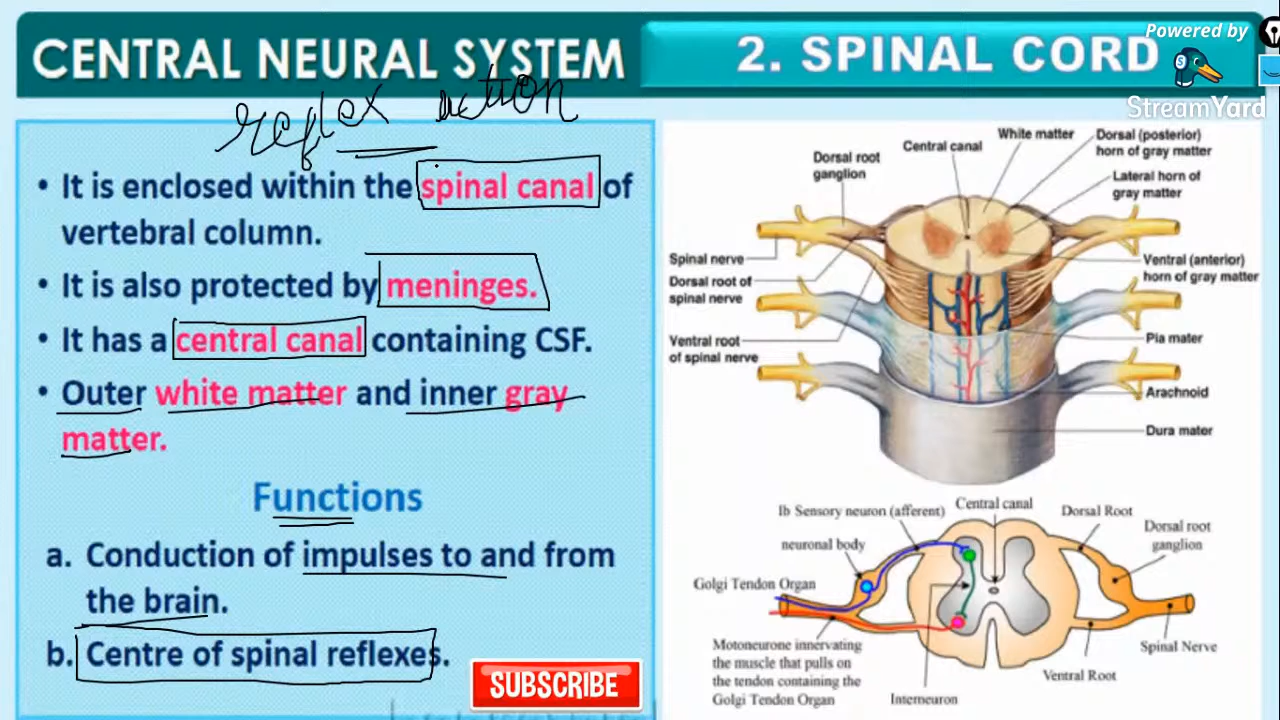 CENTRAL NEURAL SYSTEM
2. SPINAL CORD
Powered by
StreamYard
reflex action
• It is enclosed within the spinal canal of
vertebral column.
• It is also protected by meninges.
• It has a central canal containing CSF.
• Outer white matter and inner gray
matter.
Functions
a. Conduction of impulses to and from
the brain.
b. Centre of spinal reflexes.
SUBSCRIBE
Dorsal root
ganglion
Central canal
White matter
Dorsal (posterior)
horn of gray matter
Lateral horn of
gray matter
Spinal nerve
Dorsal root of
spinal nerve
Ventral root
of spinal nerve
Ventral (anterior)
horn of gray matter
Pia mater
Arachnoid
Dura mater
Ib Sensory neuron (afferent)
Central canal
Dorsal Root
neuronal body
Dorsal root
ganglion
Golgi Tendon Organ
Motoneurone innervating
the muscle that pulls on
the tendon containing the
Golgi Tendon Organ
Interneuron
Ventral Root
Spinal Nerve